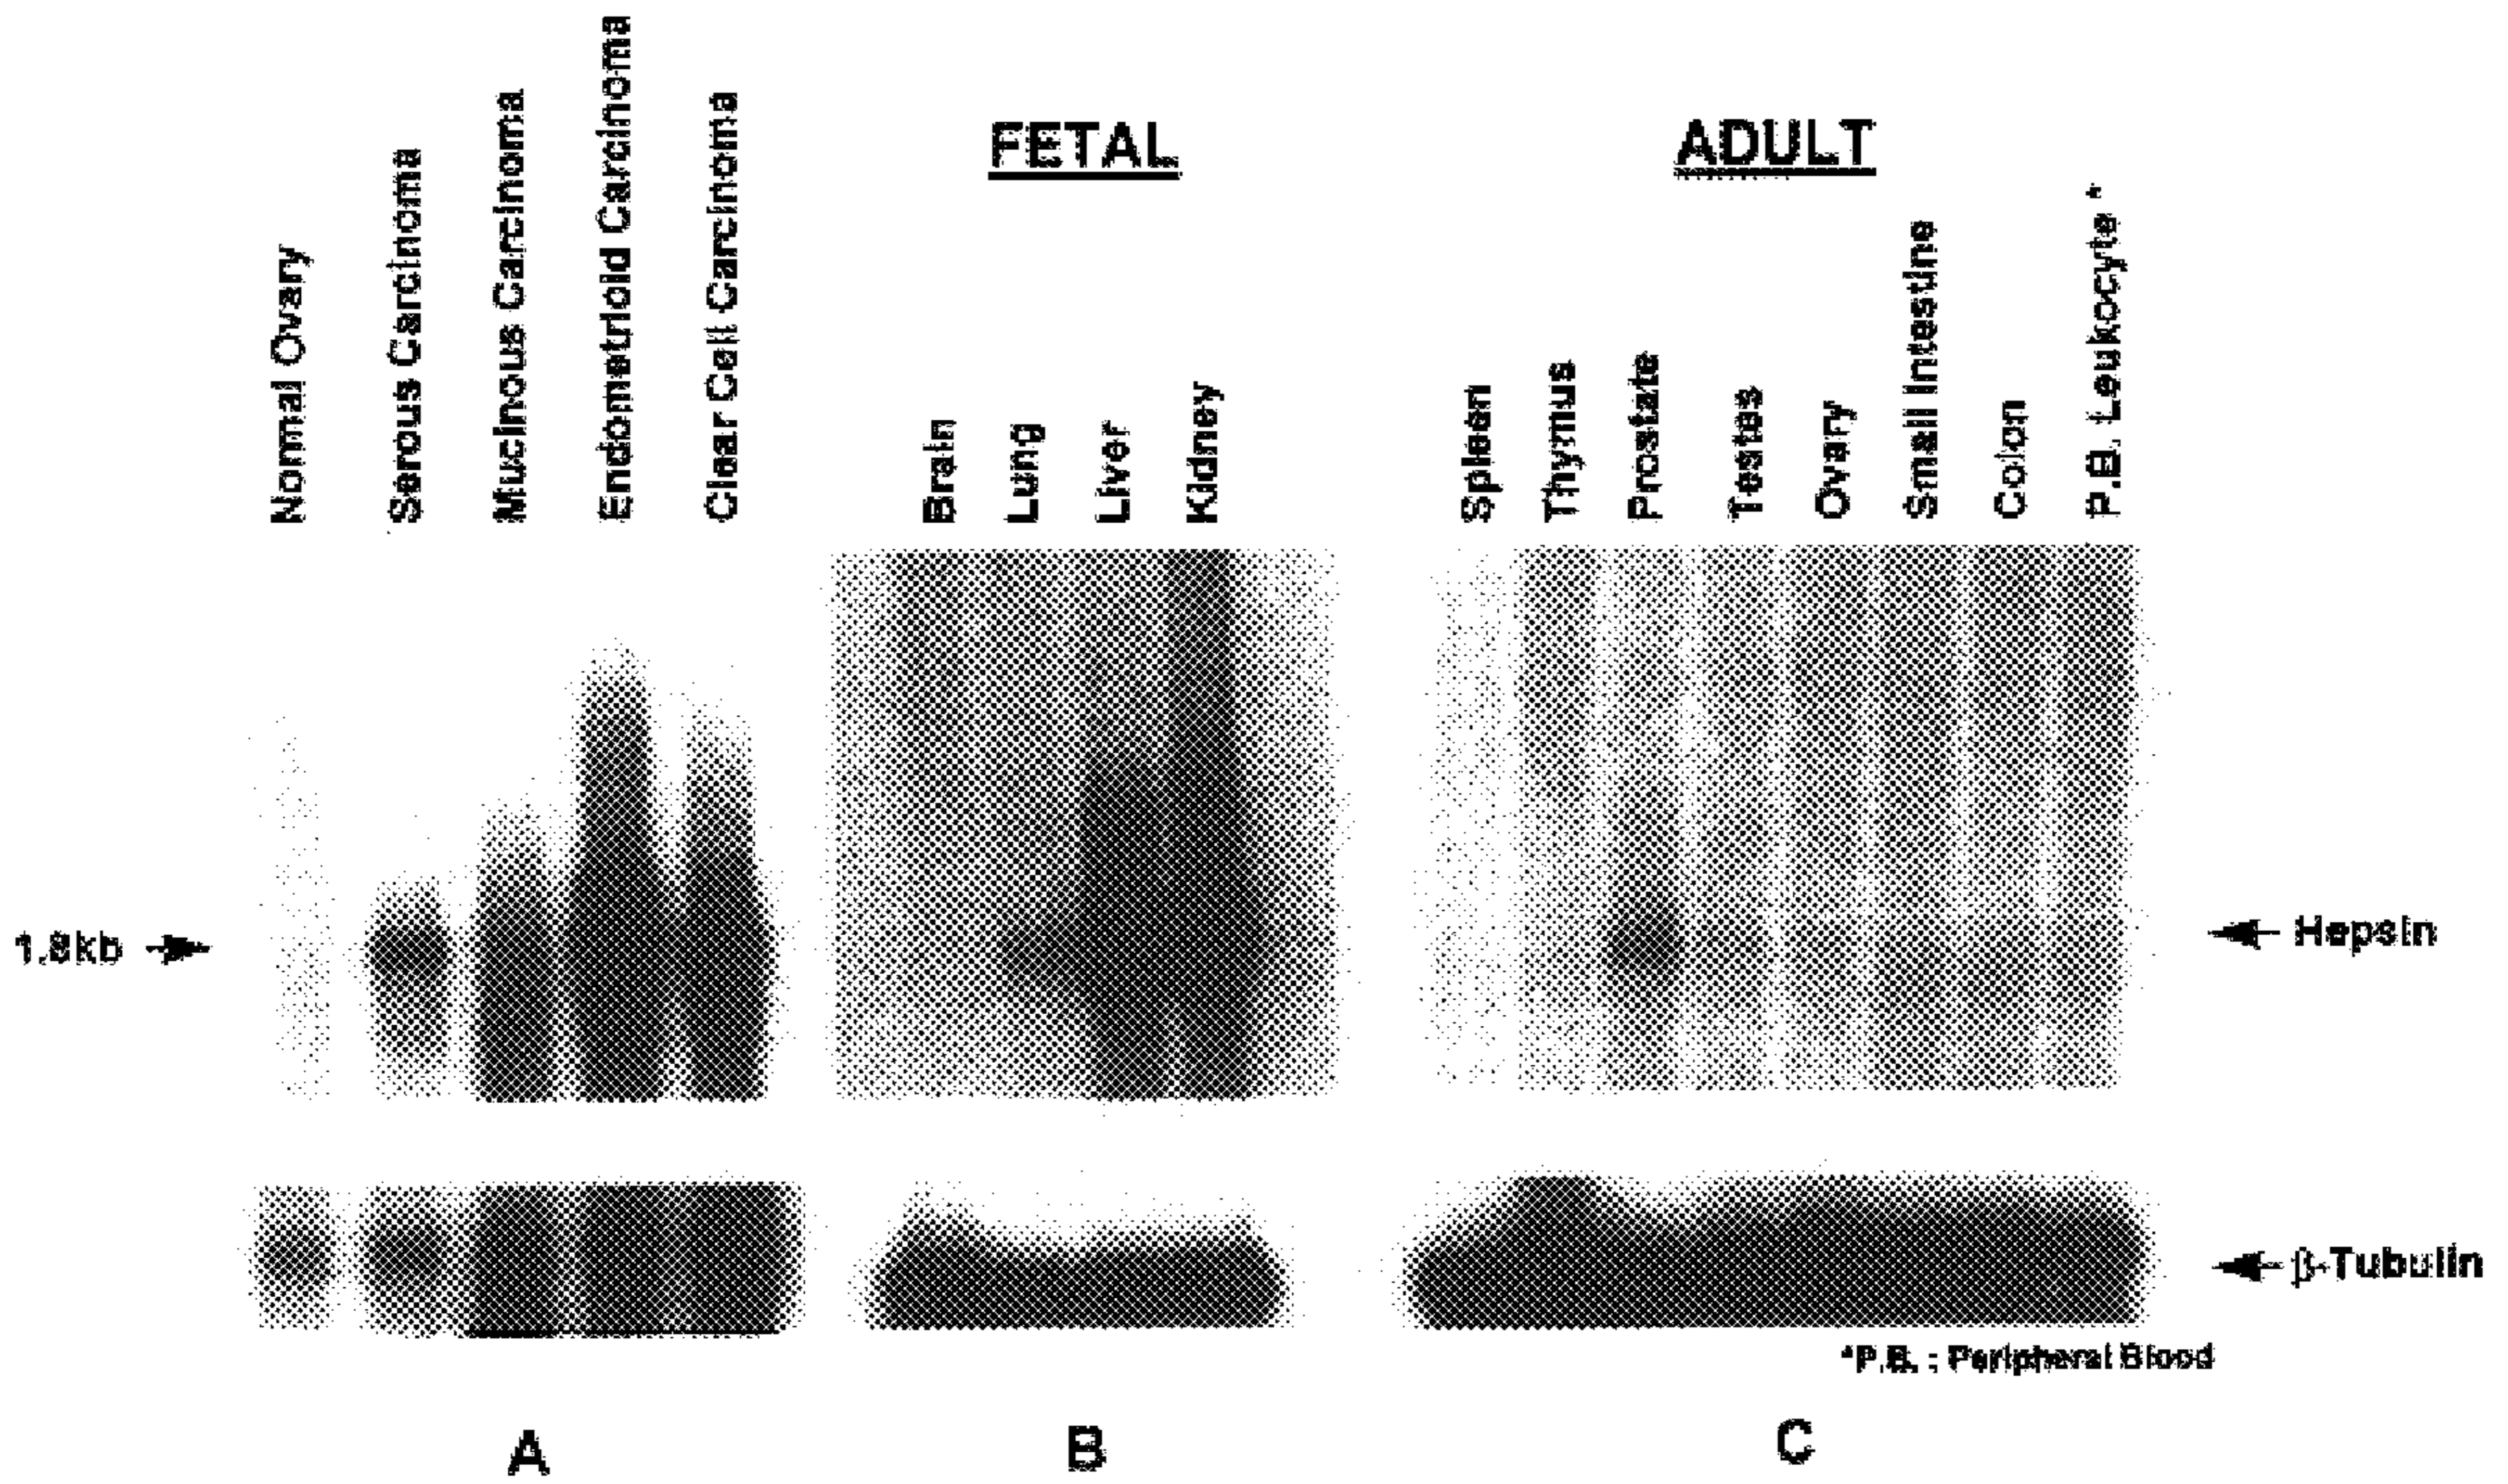 Normal Ovary
Serous Carcinoma
Mucinous Carcinoma
Endometrioid Carcinoma
Clear Cell Carcinoma
FETAL
Brain
Lung
Liver
Kidney
ADULT
Spleen
Thymus
Prostate
Testes
Ovary
Small Intestine
Colon
P.B. Leukocyte*
1.8kb
Hepsin
β-Tubulin
*P.B. : Peripheral Blood
A
B
C